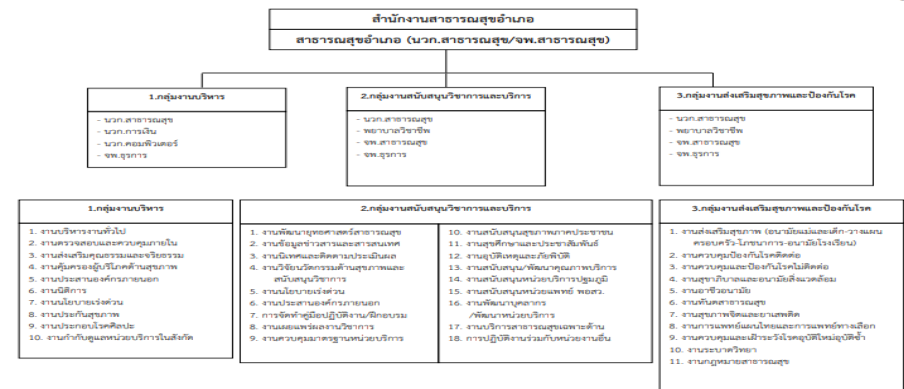 สำนักงานสาธารณสุขอำเภอ
สาธารณสุขอำเภอ (นวก.สาธารณสุข/จพ.สาธารณสุข)
1.กลุ่มงานบริหาร
- นวก.สาธารณสุข
- นวก.การเงิน
- นวก.คอมพิวเตอร์
- จพ.ธุรการ
2.กลุ่มงานสนับสนุนวิชาการและบริการ
- นวก.สาธารณสุข
- พยาบาลวิชาชีพ
- จพ.สาธารณสุข
- จพ.ธุรการ
3.กลุ่มงานส่งเสริมสุขภาพและป้องกันโรค
- นวก.สาธารณสุข
- พยาบาลวิชาชีพ
- จพ.สาธารณสุข
- จพ.ธุรการ
1.กลุ่มงานบริหาร
1. งานบริหารงานทั่วไป
2. งานตรวจสอบและควบคุมภายใน
3. งานส่งเสริมคุณธรรมและจริยธรรม
4. งานคุ้มครองผู้บริโภคด้านสุขภาพ
5. งานประสานองค์กรภายนอก
6. งานนิติการ
7. งานนโยบายเร่งด่วน
8. งานประกันสุขภาพ
9. งานประกอบโรคศิลปะ
10. งานกำกับดูแลหน่วยบริการในสังกัด
2.กลุ่มงานสนับสนุนวิชาการและบริการ
1. งานพัฒนายุทธศาสตร์สาธารณสุข
2. งานข้อมูลข่าวสารและสารสนเทศ
3. งานนิเทศและติดตามประเมินผล
4. งานวิจัยนวัตกรรมด้านสุขภาพและ
สนับสนุนวิชาการ
5. งานนโยบายเร่งด่วน
6. งานประสานองค์กรภายนอก
7. การจัดทำคู่มือปฏิบัติงาน/ฝึกอบรม
8. งานเผยแพร่ผลงานวิชาการ
9. งานควบคุมมาตรฐานหน่วยบริการ
10. งานสนับสนุนสุขภาพภาคประชาชน
11. งานสุขศึกษาและประชาสัมพันธ์
12. งานอุบัติเหตุและภัยพิบัติ
13. งานสนับสนุน/พัฒนาคุณภาพบริการ
14. งานสนับสนุนหน่วยบริการปฐมภูมิ
15. งานสนับสนุนหน่วยแพทย์ พอสว.
16. งานพัฒนาบุคลากร
/พัฒนาหน่วยบริการ
17. งานบริการสาธารณสุขเฉพาะด้าน
18. การปฏิบัติงานร่วมกับหน่วยงานอื่น
3.กลุ่มงานส่งเสริมสุขภาพและป้องกันโรค
1. งานส่งเสริมสุขภาพ (อนามัยแม่และเด็ก-วางแผน
ครอบครัว-โภชนาการ-อนามัยโรงเรียน)
2. งานควบคุมป้องกันโรคติดต่อ
3. งานควบคุมและป้องกันโรคไม่ติดต่อ
4. งานสุขาภิบาลและอนามัยสิ่งแวดล้อม
5. งานอาชีวอนามัย
6. งานทันตสาธารณสุข
7. งานสุขภาพจิตและยาเสพติด
8. งานการแพทย์แผนไทยและการแพทย์ทางเลือก
9. งานควบคุมและเฝ้าระวังโรคอุบัติใหม่อุบัติซ้ำ
10. งานระบาดวิทยา
11. งานกฎหมายสาธารณสุข